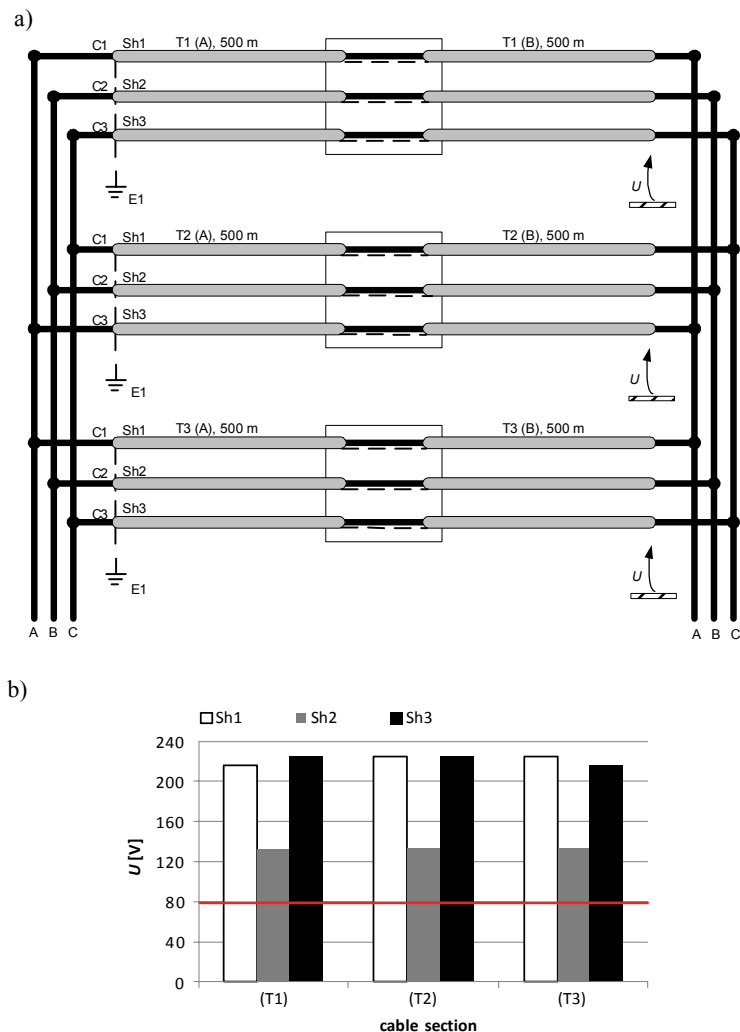 a)
C1 Sh1 T1 (A), 500 m T1 (B), 500 m
C2 Sh2
C3 Sh3
U
E1
C1 Sh1 T2 (A), 500 m T2 (B), 500 m
C2 Sh2
C3 Sh3
U
E1
C1 Sh1 T3 (A), 500 m T3 (B), 500 m
C2 Sh2
C3 Sh3
U
E1
A B C A B C
b)
Sh1 Sh2 Sh3
240
200
160
120
80
40
0
U [V]
(T1) (T2) (T3)
cable section